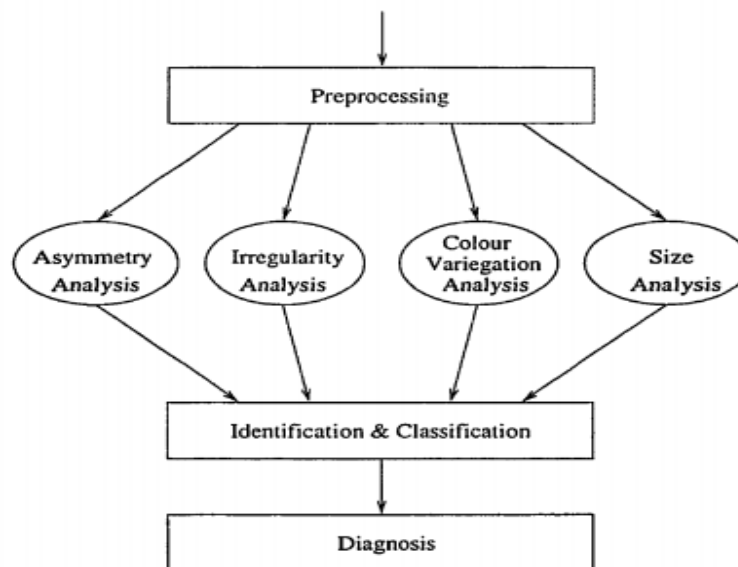 Preprocessing
Asymmetry
Analysis
Irregularity
Analysis
Colour
Variegation
Analysis
Size
Analysis
Identification & Classification
Diagnosis